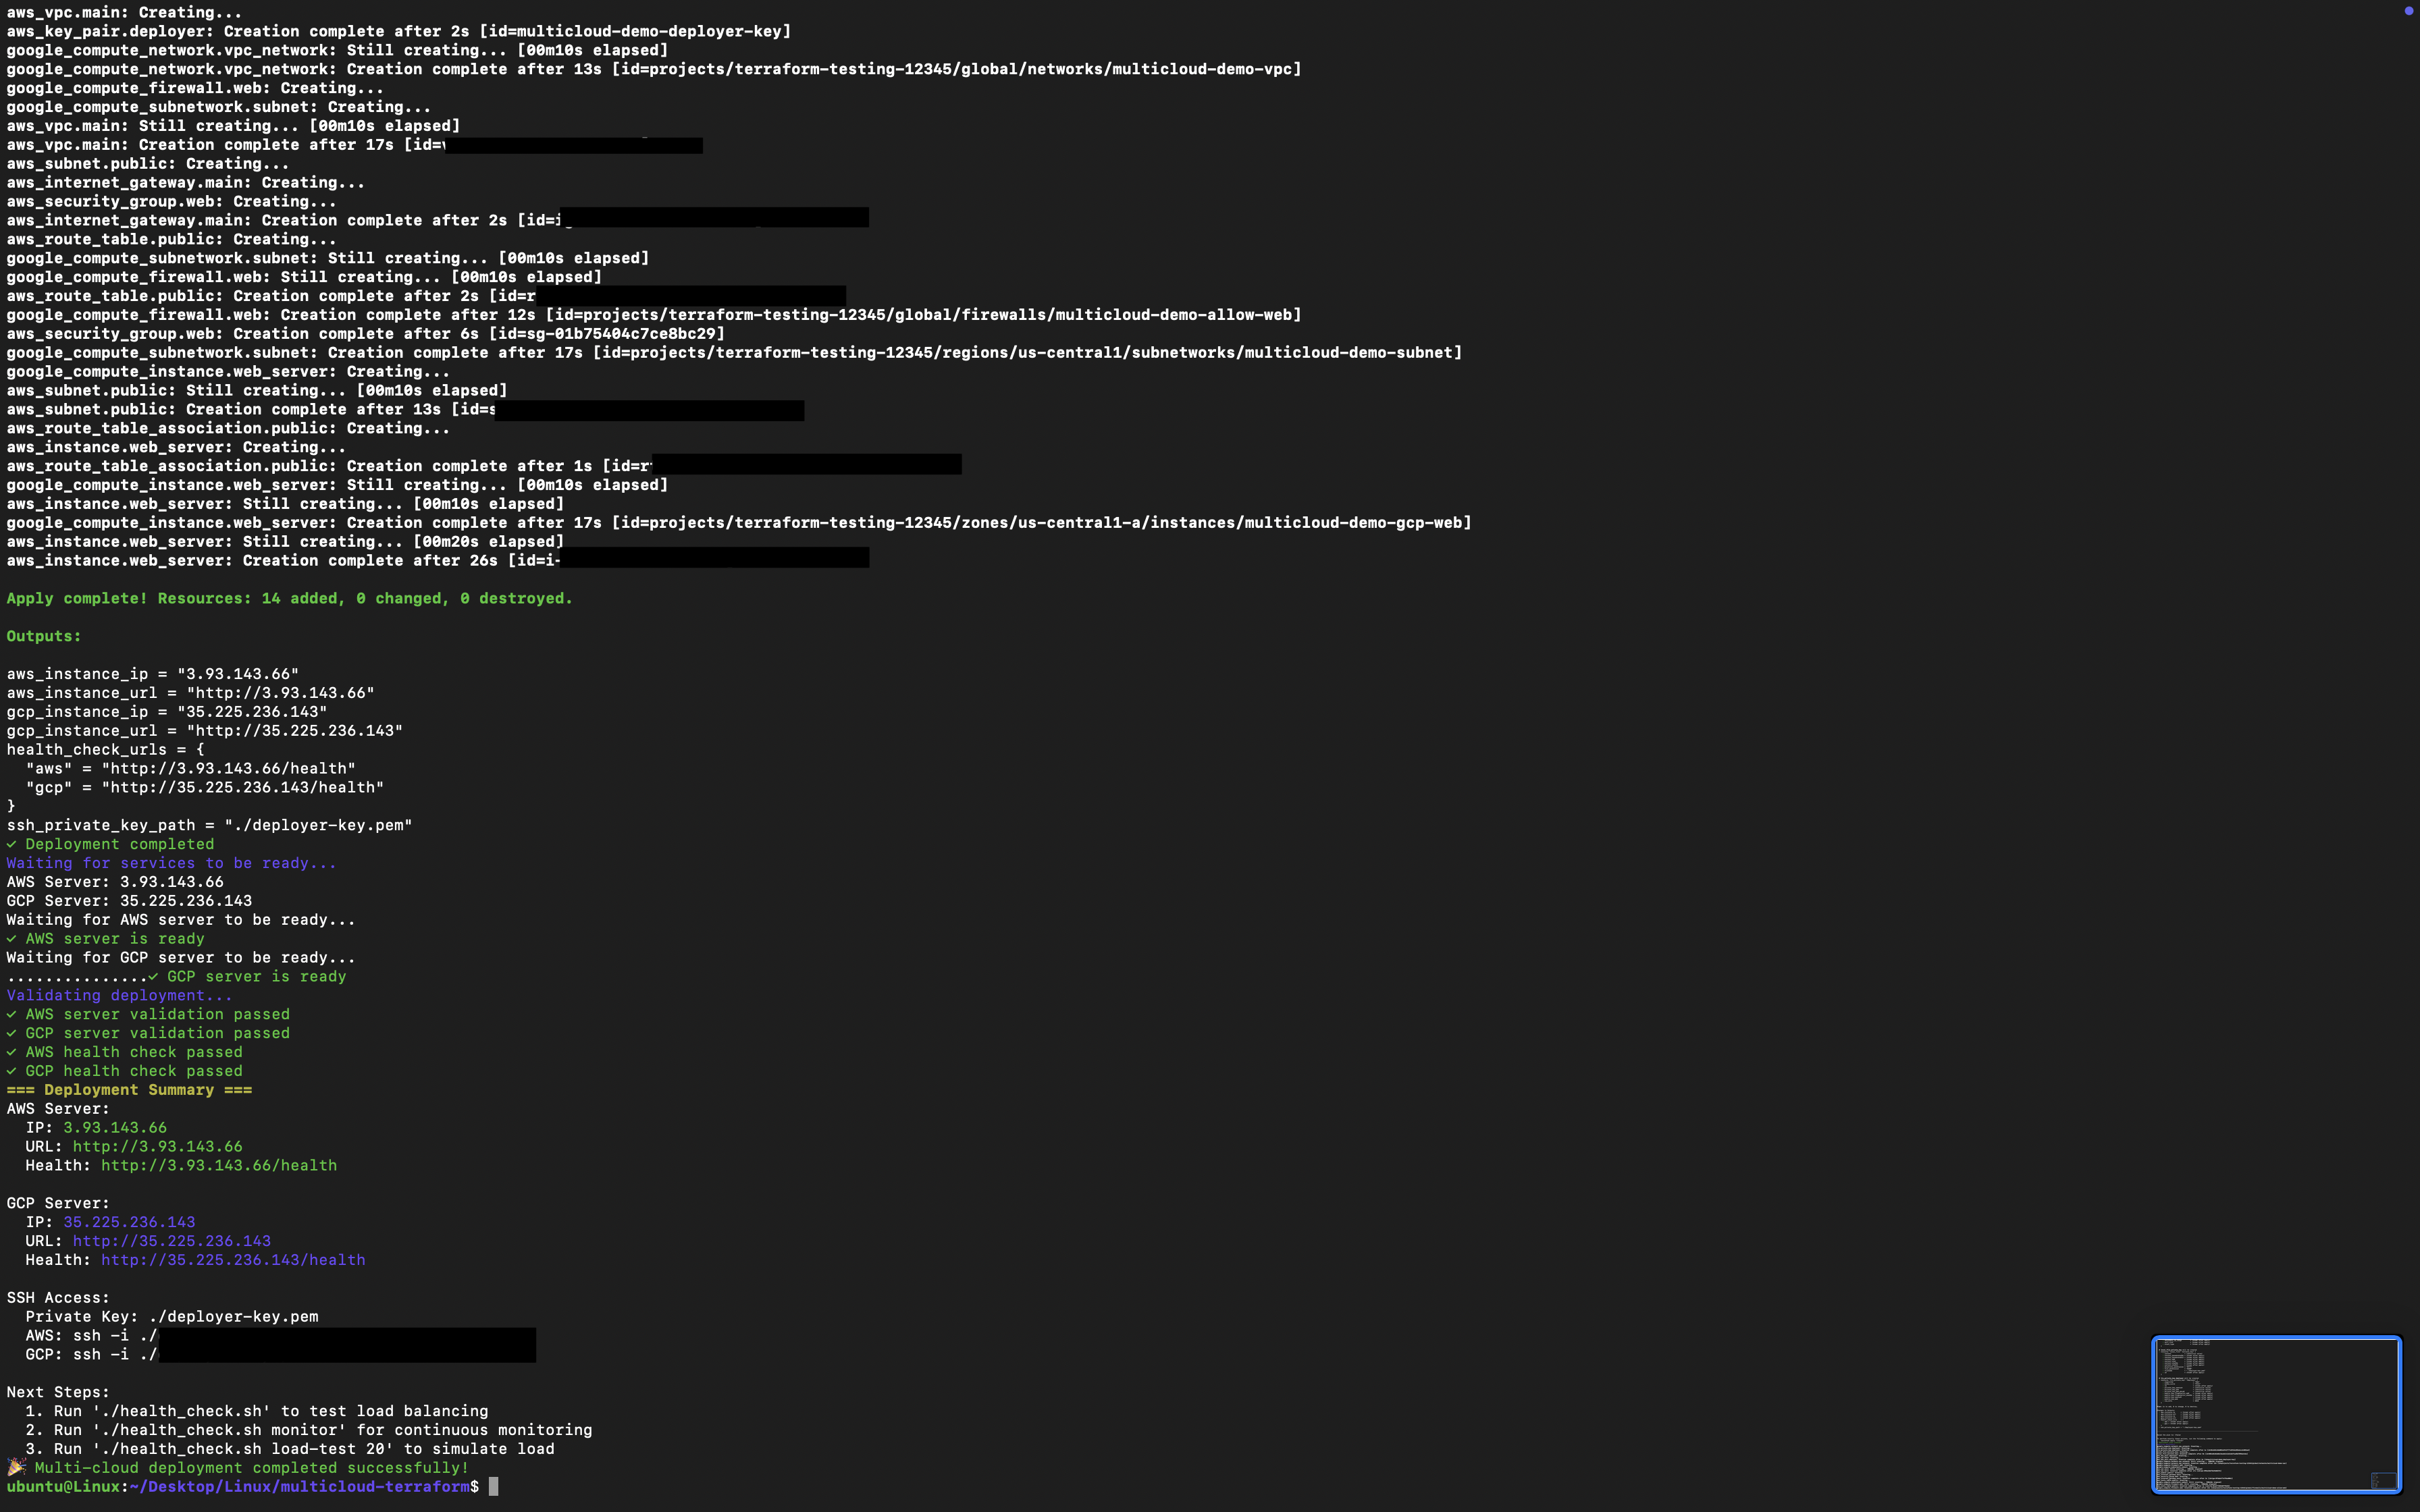 aws_vpc.main: Creating...
aws_key_pair.deployer: Creation complete after 2s [id=multicloud-demo-deployer-key]
google_compute_network.vpc_network: Still creating... [00m10s elapsed]
google_compute_network.vpc_network: Creation complete after 13s [id=projects/terraform-testing-12345/global/networks/multicloud-demo-vpc]
google_compute_firewall.web: Creating...
google_compute_subnetwork.subnet: Creating...
aws_vpc.main: Still creating... [00m10s elapsed]
aws_vpc.main: Creation complete after 17s [id=
aws_subnet.public: Creating...
aws_internet_gateway.main: Creating...
aws_security_group.web: Creating...
aws_internet_gateway.main: Creation complete after 2s [id=i
aws_route_table.public: Creating...
google_compute_subnetwork.subnet: Still creating... [00m10s elapsed]
google_compute_firewall.web: Still creating... [00m10s elapsed]
aws_route_table.public: Creation complete after 2s [id=r
google_compute_firewall.web: Creation complete after 12s [id=projects/terraform-testing-12345/global/firewalls/multicloud-demo-allow-web]
aws_security_group.web: Creation complete after 6s [id=sg-01b75404c7ce8bc29]
google_compute_subnetwork.subnet: Creation complete after 17s [id=projects/terraform-testing-12345/regions/us-central1/subnetworks/multicloud-demo-subnet]
google_compute_instance.web_server: Creating...
aws_subnet.public: Still creating... [00m10s elapsed]
aws_subnet.public: Creation complete after 13s [id=s
aws_route_table_association.public: Creating...
aws_instance.web_server: Creating...
aws_route_table_association.public: Creation complete after 1s [id=r
google_compute_instance.web_server: Still creating... [00m10s elapsed]
aws_instance.web_server: Still creating... [00m10s elapsed]
google_compute_instance.web_server: Creation complete after 17s [id=projects/terraform-testing-12345/zones/us-central1-a/instances/multicloud-demo-gcp-web]
aws_instance.web_server: Still creating... [00m20s elapsed]
aws_instance.web_server: Creation complete after 26s [id=i-
Apply complete! Resources: 14 added, 0 changed, 0 destroyed.
Outputs:
aws_instance_ip = "3.93.143.66"
aws_instance_url = "http://3.93.143.66"
gcp_instance_ip = "35.225.236.143"
gcp_instance_url = "http://35.225.236.143"
health_check_urls = {
  "aws" = "http://3.93.143.66/health"
  "gcp" = "http://35.225.236.143/health"
}
ssh_private_key_path = "./deployer-key.pem"
✓ Deployment completed
Waiting for services to be ready...
AWS Server: 3.93.143.66
GCP Server: 35.225.236.143
Waiting for AWS server to be ready...
✓ AWS server is ready
Waiting for GCP server to be ready...
...............✓ GCP server is ready
Validating deployment...
✓ AWS server validation passed
✓ GCP server validation passed
✓ AWS health check passed
✓ GCP health check passed
=== Deployment Summary ===
AWS Server:
  IP: 3.93.143.66
  URL: http://3.93.143.66
  Health: http://3.93.143.66/health
GCP Server:
  IP: 35.225.236.143
  URL: http://35.225.236.143
  Health: http://35.225.236.143/health
SSH Access:
  Private Key: ./deployer-key.pem
  AWS: ssh -i ./
  GCP: ssh -i ./
Next Steps:
  1. Run './health_check.sh' to test load balancing
  2. Run './health_check.sh monitor' for continuous monitoring
  3. Run './health_check.sh load-test 20' to simulate load
🎉 Multi-cloud deployment completed successfully!
ubuntu@Linux:~/Desktop/Linux/multicloud-terraform$